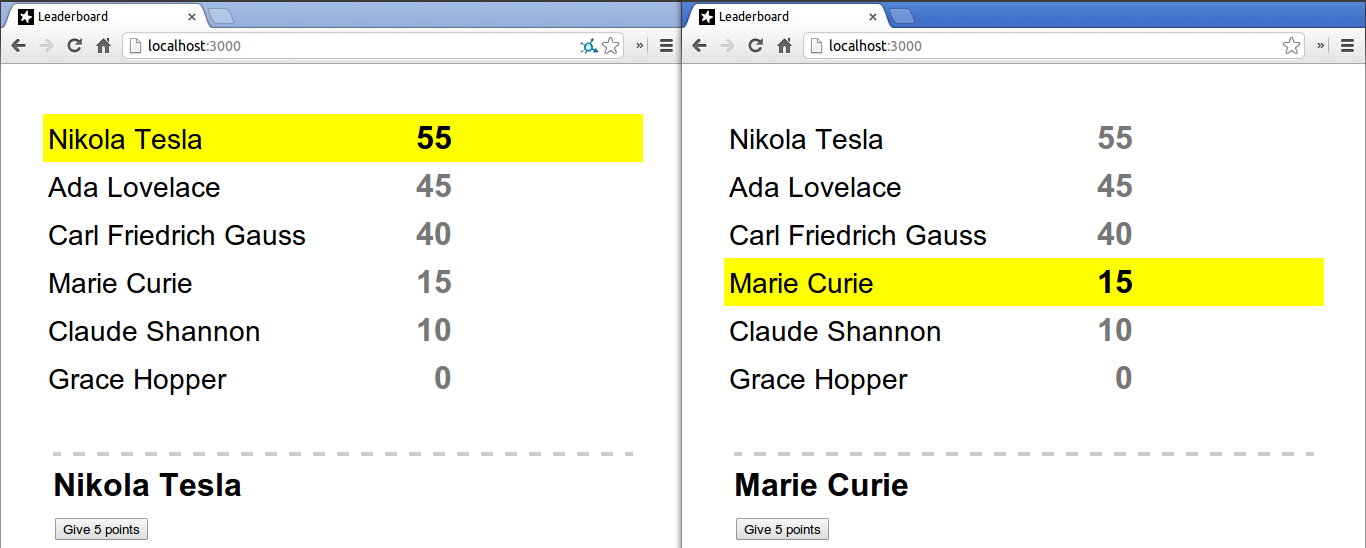 Leaderboard
localhost:3000
Nikola Tesla 55
Ada Lovelace 45
Carl Friedrich Gauss 40
Marie Curie 15
Claude Shannon 10
Grace Hopper 0
Nikola Tesla
Give 5 points
Leaderboard
localhost:3000
Nikola Tesla 55
Ada Lovelace 45
Carl Friedrich Gauss 40
Marie Curie 15
Claude Shannon 10
Grace Hopper 0
Marie Curie
Give 5 points